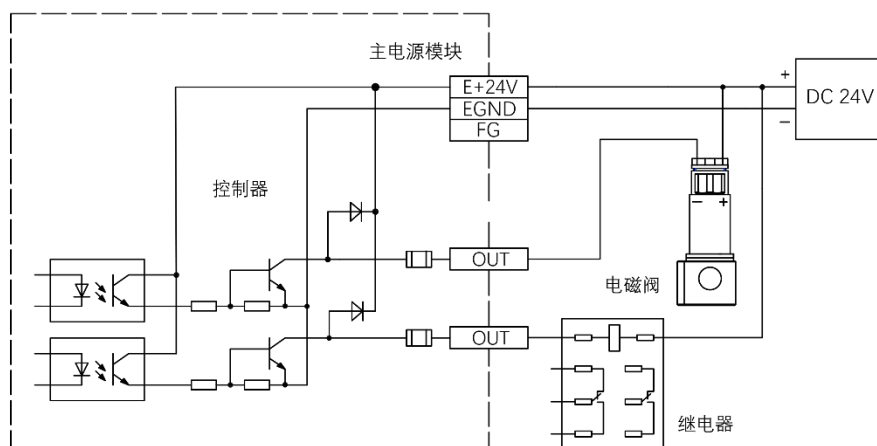 主电源模块
E+24V
EGND
FG
+
DC 24V
−
控制器
− +
OUT
电磁阀
OUT
继电器